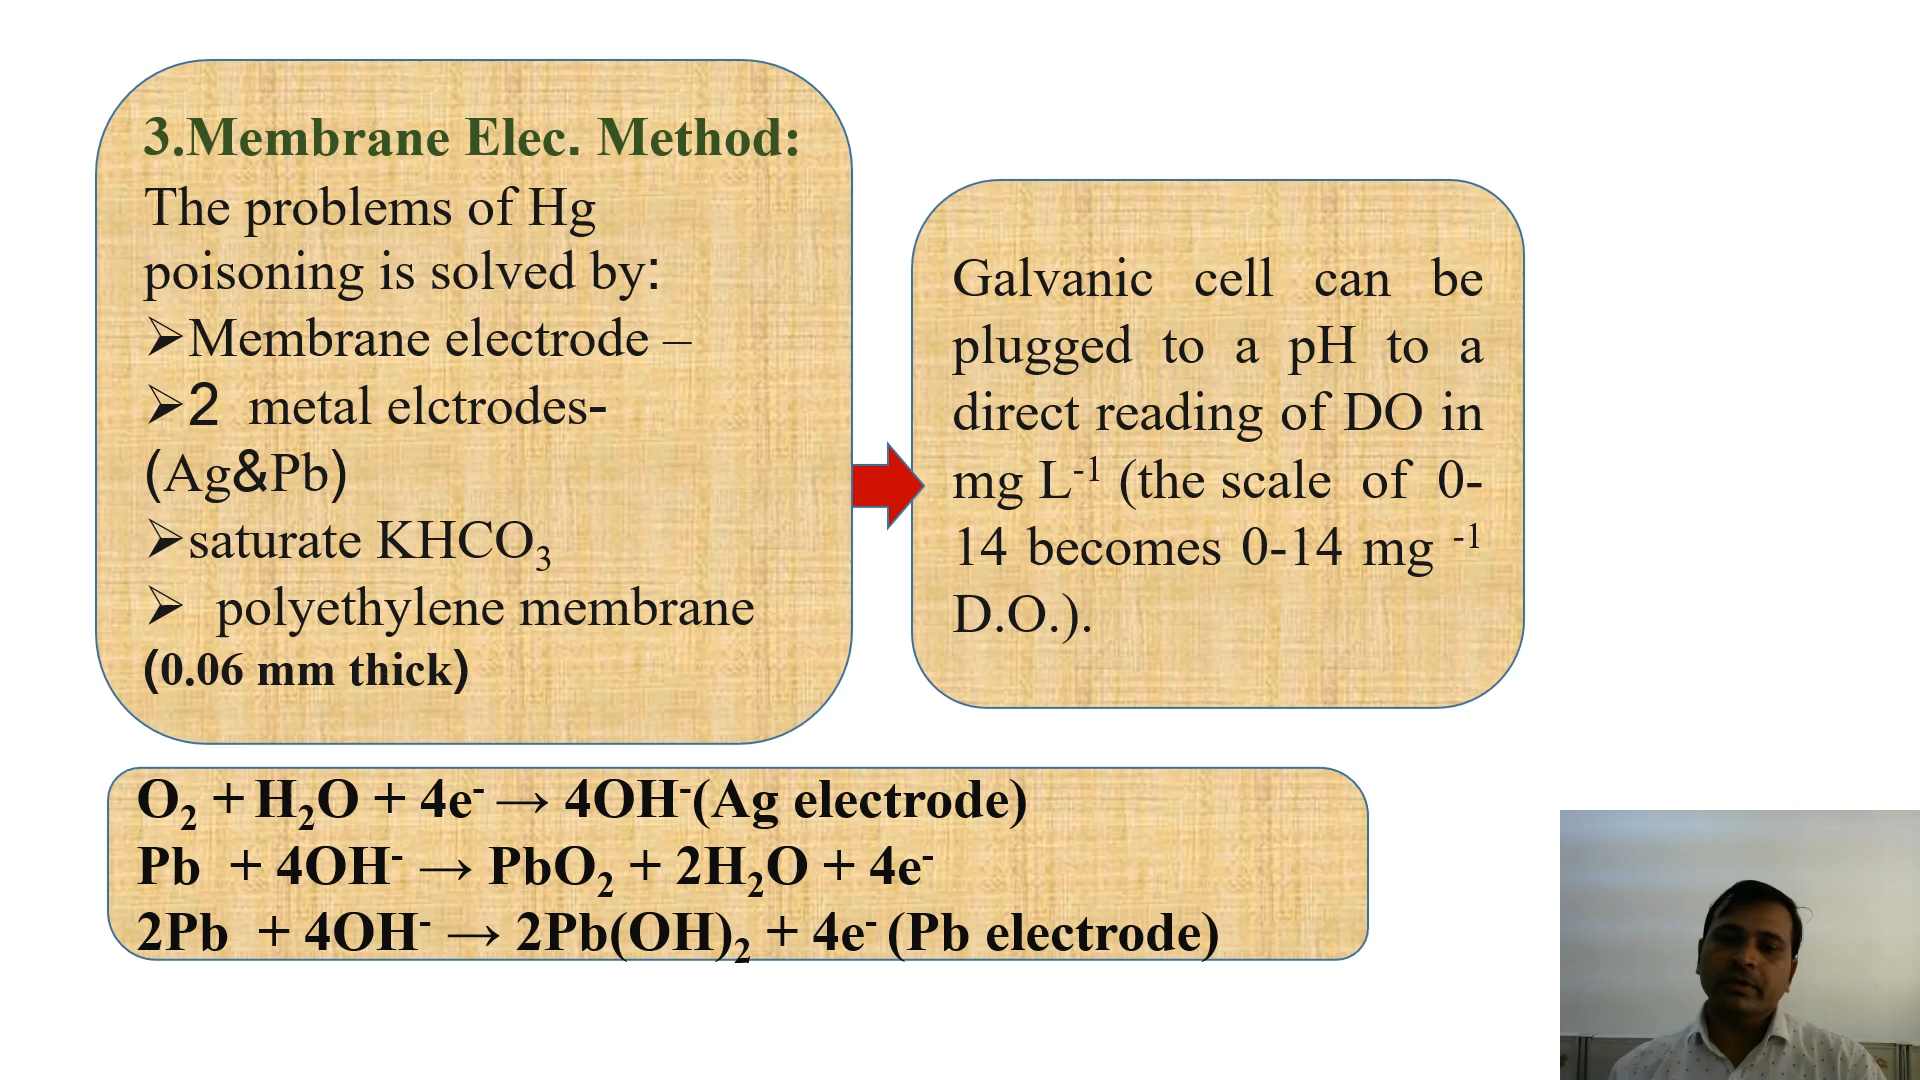 3.Membrane Elec. Method:
The problems of Hg
poisoning is solved by:
➢Membrane electrode –
➢2 metal elctrodes-
(Ag&Pb)
➢saturate KHCO₃
➢ polyethylene membrane
(0.06 mm thick)
Galvanic cell can be
plugged to a pH to a
direct reading of DO in
mg L⁻¹ (the scale of 0-
14 becomes 0-14 mg ⁻¹
D.O.).
O₂ + H₂O + 4e⁻ → 4OH⁻(Ag electrode)
Pb + 4OH⁻ → PbO₂ + 2H₂O + 4e⁻
2Pb + 4OH⁻ → 2Pb(OH)₂ + 4e⁻ (Pb electrode)